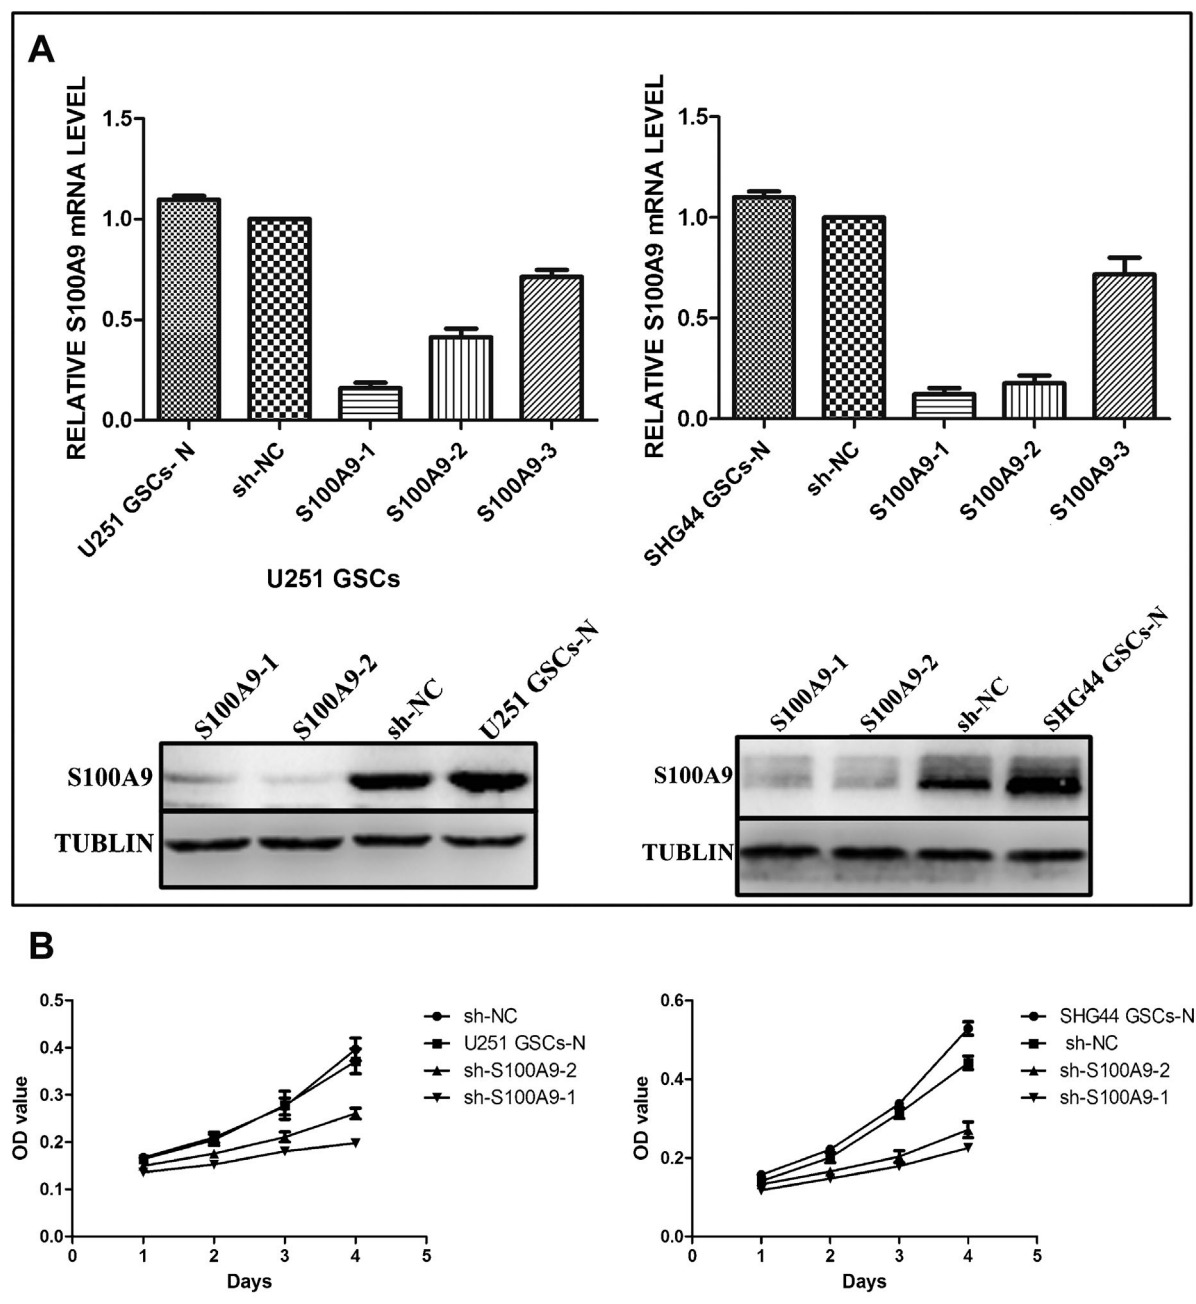 A
RELATIVE S100A9 mRNA LEVEL
1.5
1.0
0.5
0.0
U251 GSCs- N
sh-NC
S100A9-1
S100A9-2
S100A9-3
U251 GSCs
RELATIVE S100A9 mRNA LEVEL
1.5
1.0
0.5
0.0
SHG44 GSCs-N
sh-NC
S100A9-1
S100A9-2
S100A9-3
S100A9-1
S100A9-2
sh-NC
U251 GSCs-N
S100A9
TUBLIN
S100A9-1
S100A9-2
sh-NC
SHG44 GSCs-N
S100A9
TUBLIN
B
OD value
0.5
0.4
0.3
0.2
0.1
0.0
0 1 2 3 4 5
Days
sh-NC
U251 GSCs-N
sh-S100A9-2
sh-S100A9-1
OD value
0.6
0.4
0.2
0.0
0 1 2 3 4 5
Days
SHG44 GSCs-N
sh-NC
sh-S100A9-2
sh-S100A9-1